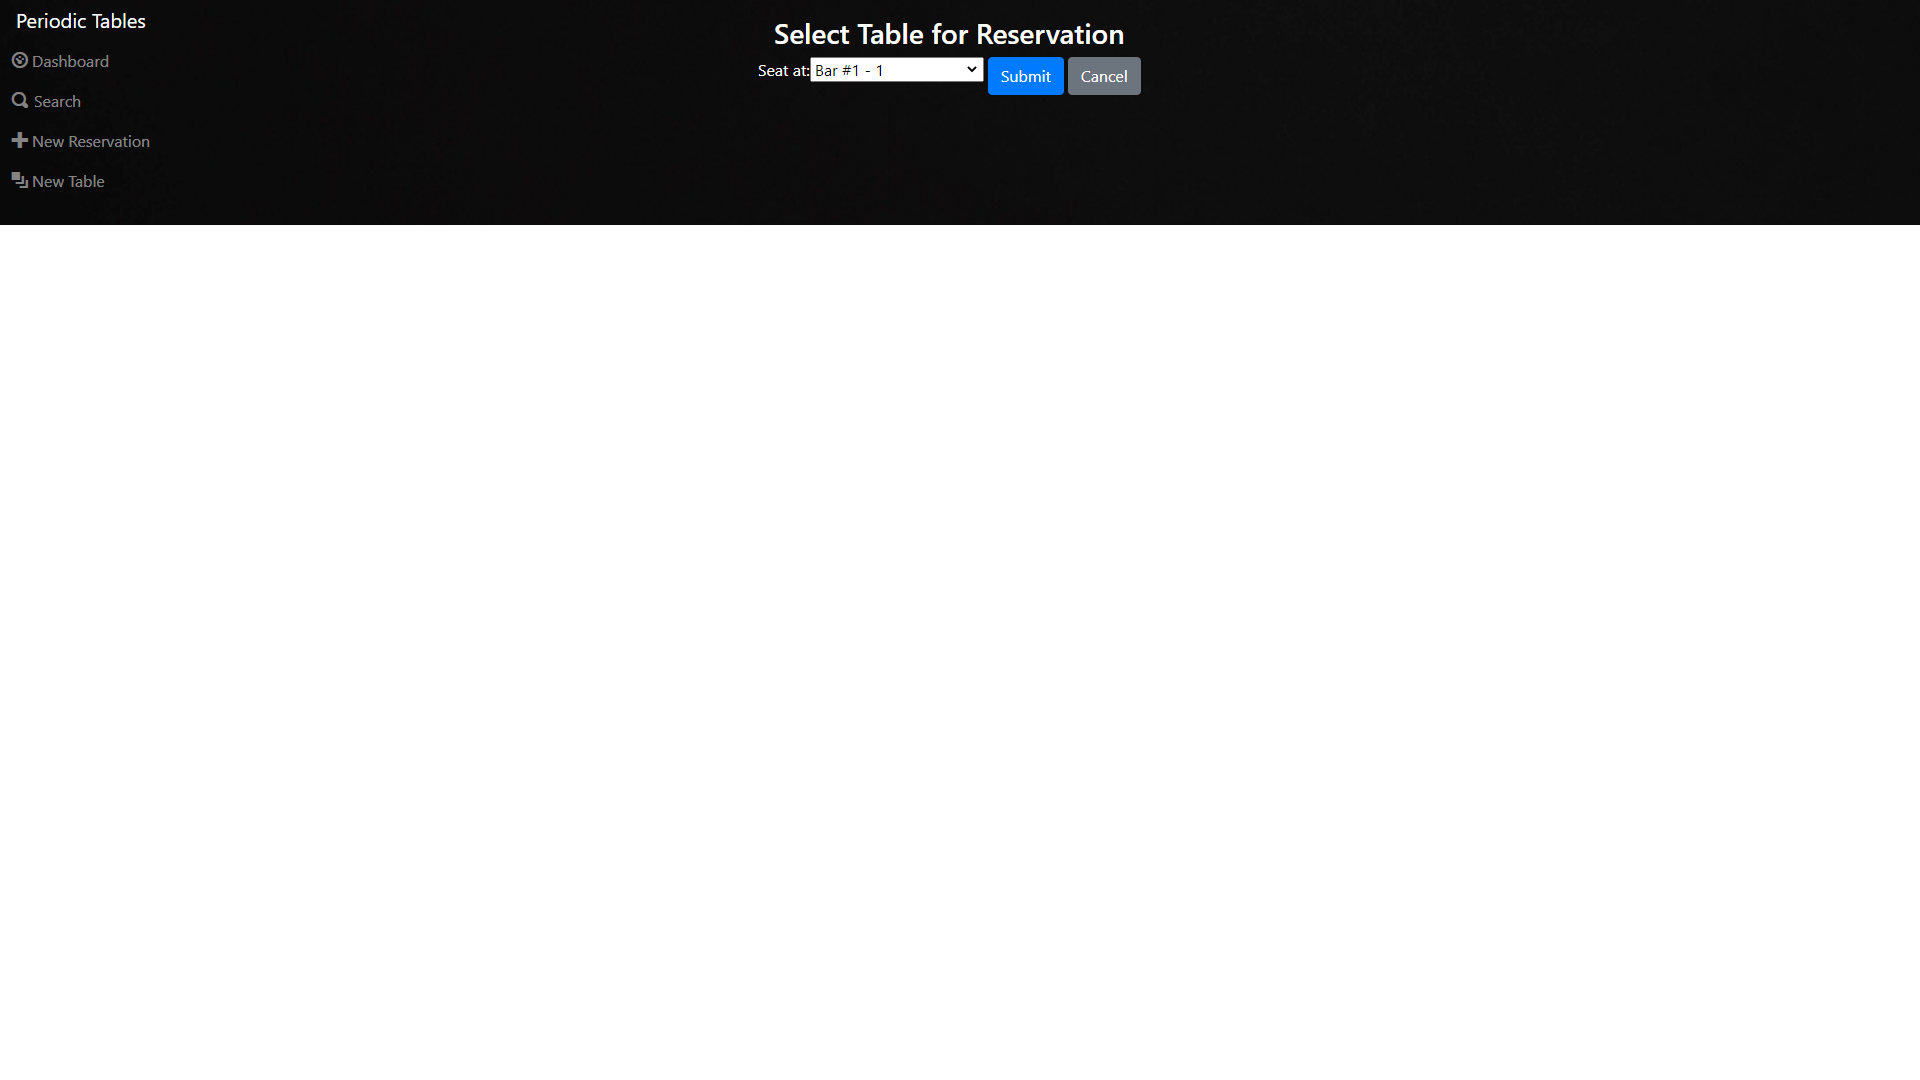 Periodic Tables
Dashboard
Search
New Reservation
New Table
Select Table for Reservation
Seat at: Bar #1 - 1 Submit Cancel